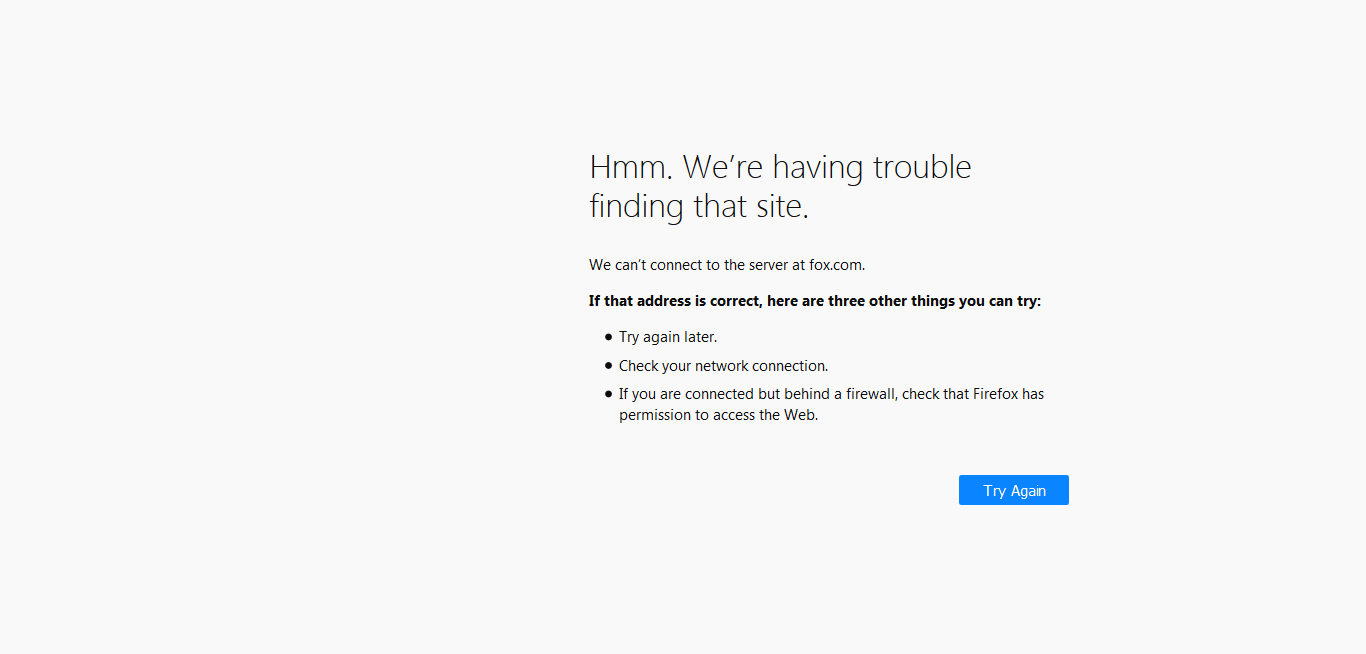 Hmm. We’re having trouble
finding that site.
We can’t connect to the server at fox.com.
If that address is correct, here are three other things you can try:
• Try again later.
• Check your network connection.
• If you are connected but behind a firewall, check that Firefox has
permission to access the Web.
Try Again